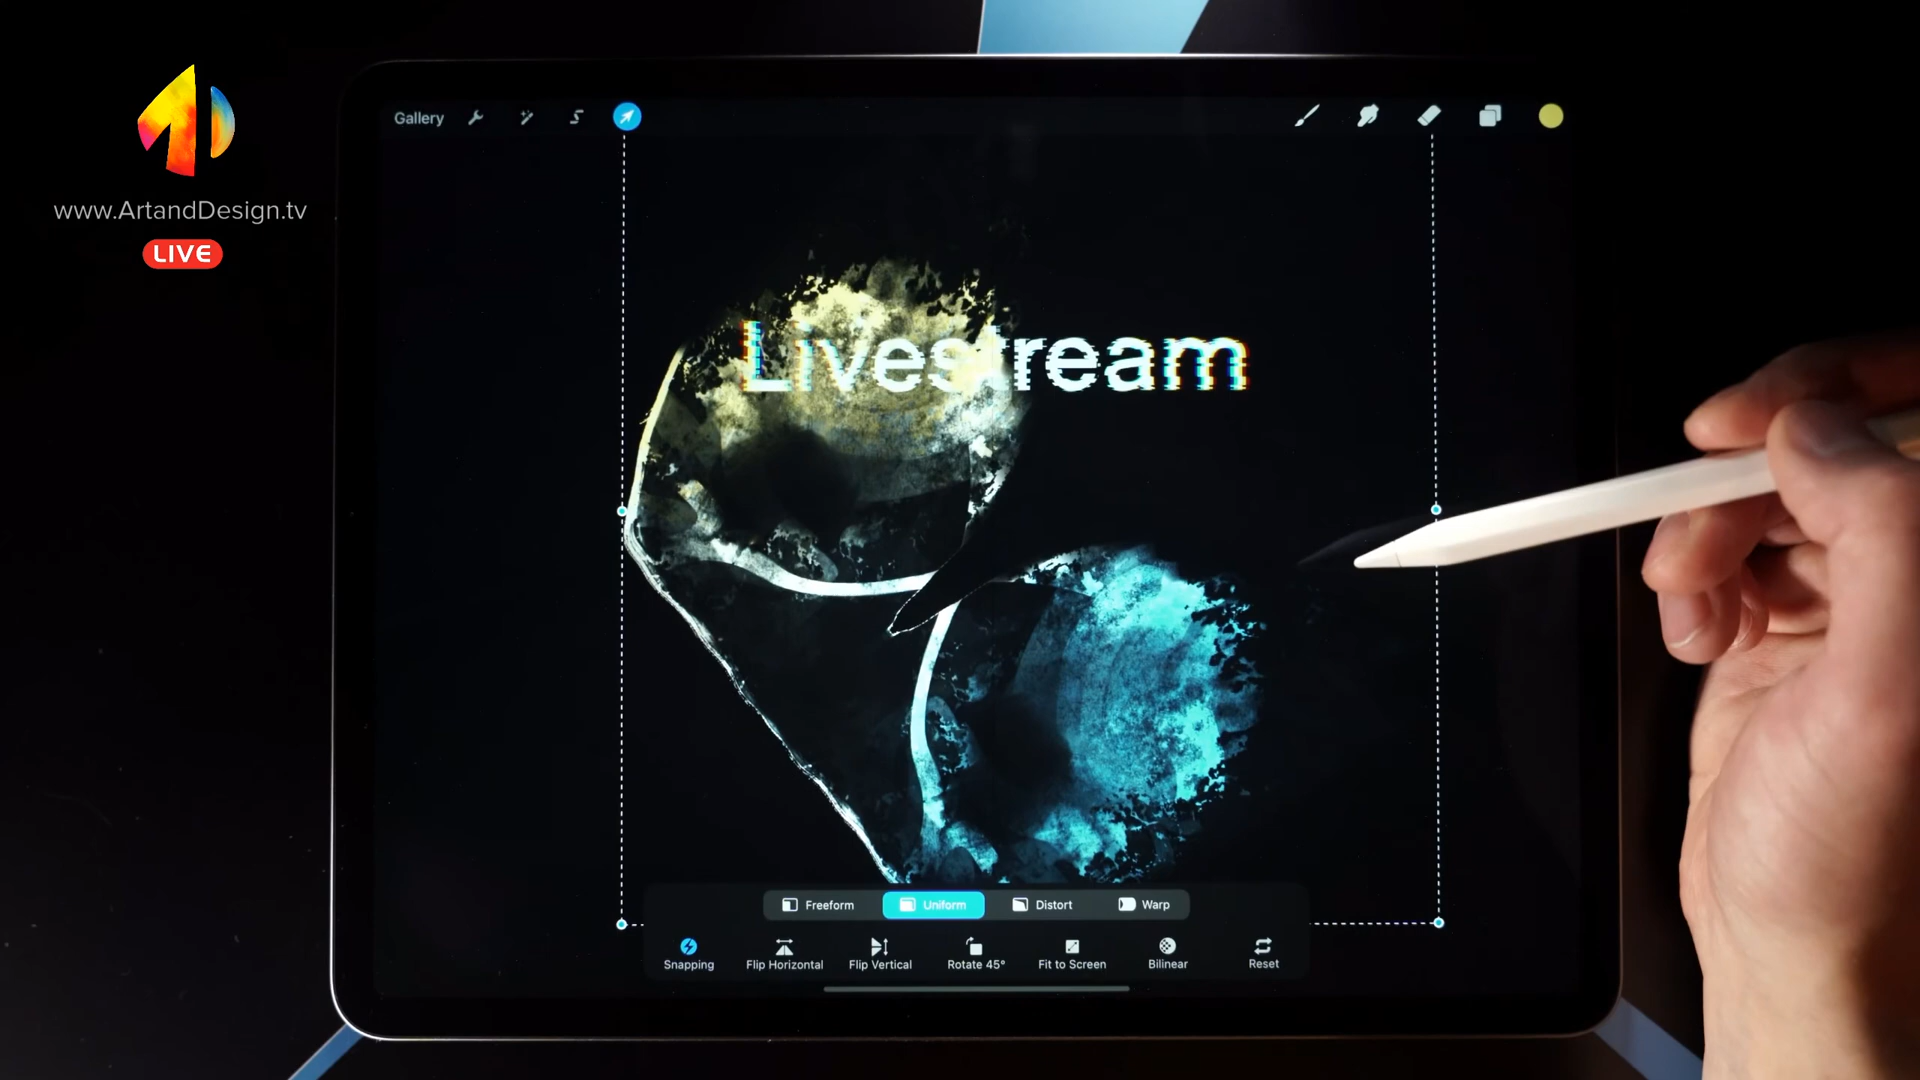 Gallery
www.ArtandDesign.tv
LIVE
Livestream
Freeform Uniform Distort Warp
Snapping Flip Horizontal Flip Vertical Rotate 45° Fit to Screen Bilinear Reset